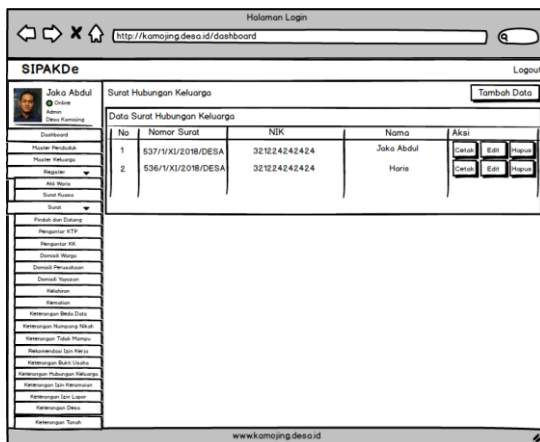 Halaman Login
http://kamojing.desa.id/dashboard
SIPAKDe
Logout
Jaka Abdul
Online
Admin
Desa Kamojing
Surat Hubungan Keluarga
Tambah Data
Data Surat Hubungan Keluarga
No Nomor Surat NIK Nama Aksi
1 537/1/XI/2018/DESA 321224242424 Jaka Abdul Cetak Edit Hapus
2 536/1/XI/2018/DESA 321224242424 Haris Cetak Edit Hapus
Dashboard
Master Penduduk
Master Keluarga
Register
Ahli Waris
Surat Kuasa
Surat
Pindah dan Datang
Pengantar KTP
Pengantar KK
Domisili Warga
Domisili Perusahaan
Domisili Yayasan
Kelahiran
Kematian
Keterangan Beda Data
Keterangan Numpang Nikah
Keterangan Tidak Mampu
Rekomendasi Izin Kerja
Keterangan Bukti Usaha
Keterangan Hubungan Keluarga
Keterangan Izin Keramaian
Keterangan Izin Lapor
Keterangan Desa
Keterangan Tanah
www.kamojing.desa.id